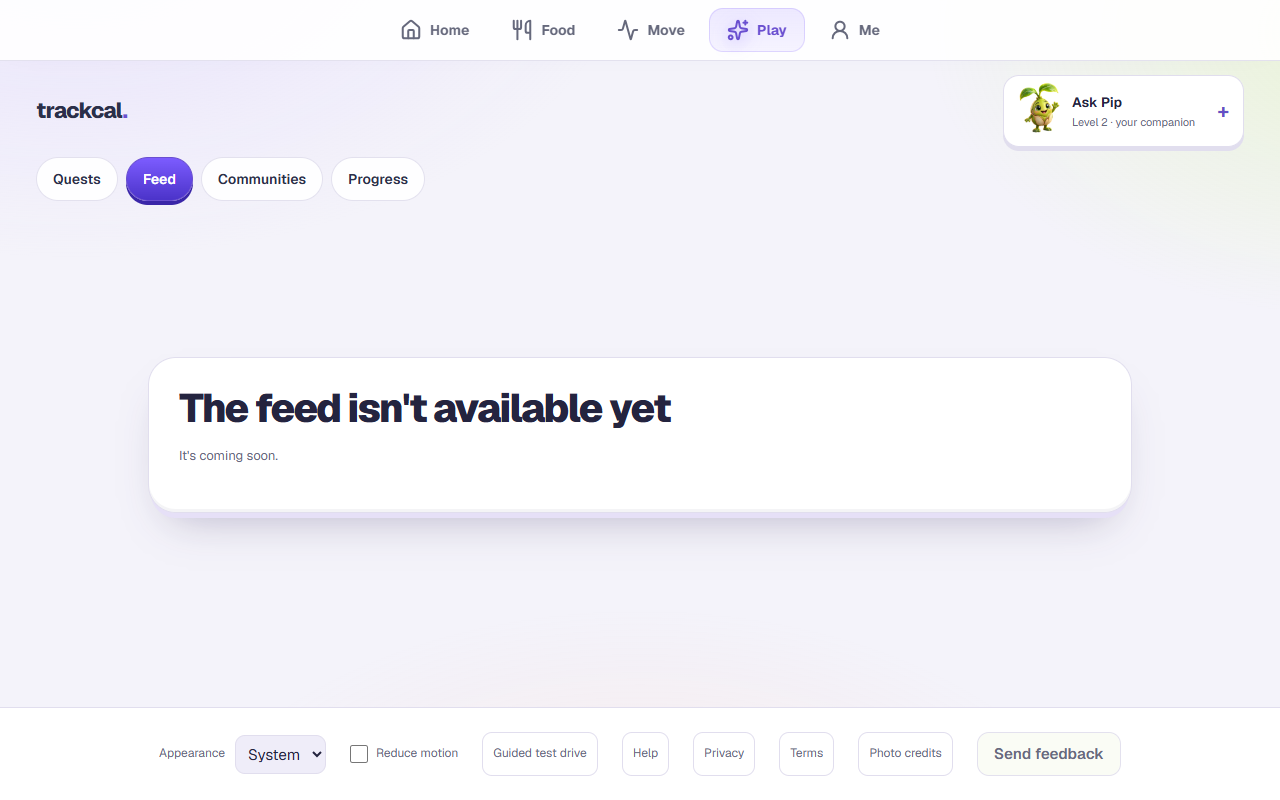 Home Food Move Play Me
trackcal.
Ask Pip
Level 2 · your companion
+
Quests Feed Communities Progress
The feed isn't available yet
It's coming soon.
Appearance System Reduce motion Guided test drive Help Privacy Terms Photo credits Send feedback